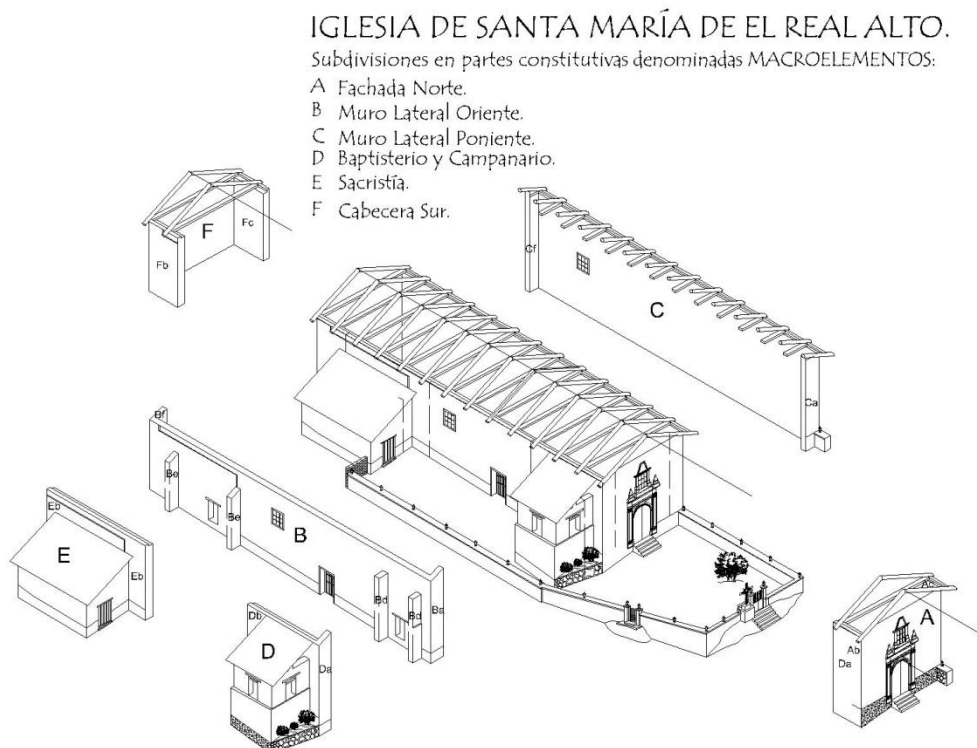 IGLESIA DE SANTA MARÍA DE EL REAL ALTO.
Subdivisiones en partes constitutivas denominadas MACROELEMENTOS:
A Fachada Norte.
B Muro Lateral Oriente.
C Muro Lateral Poniente.
D Baptisterio y Campanario.
E Sacristía.
F Cabecera Sur.
F
Fc
Fb
Cf
C
Ca
Bf
Be
Be
B
Bd
Bd
Ba
Eb
E
Eb
Db
D
Da
A
Ab
Da